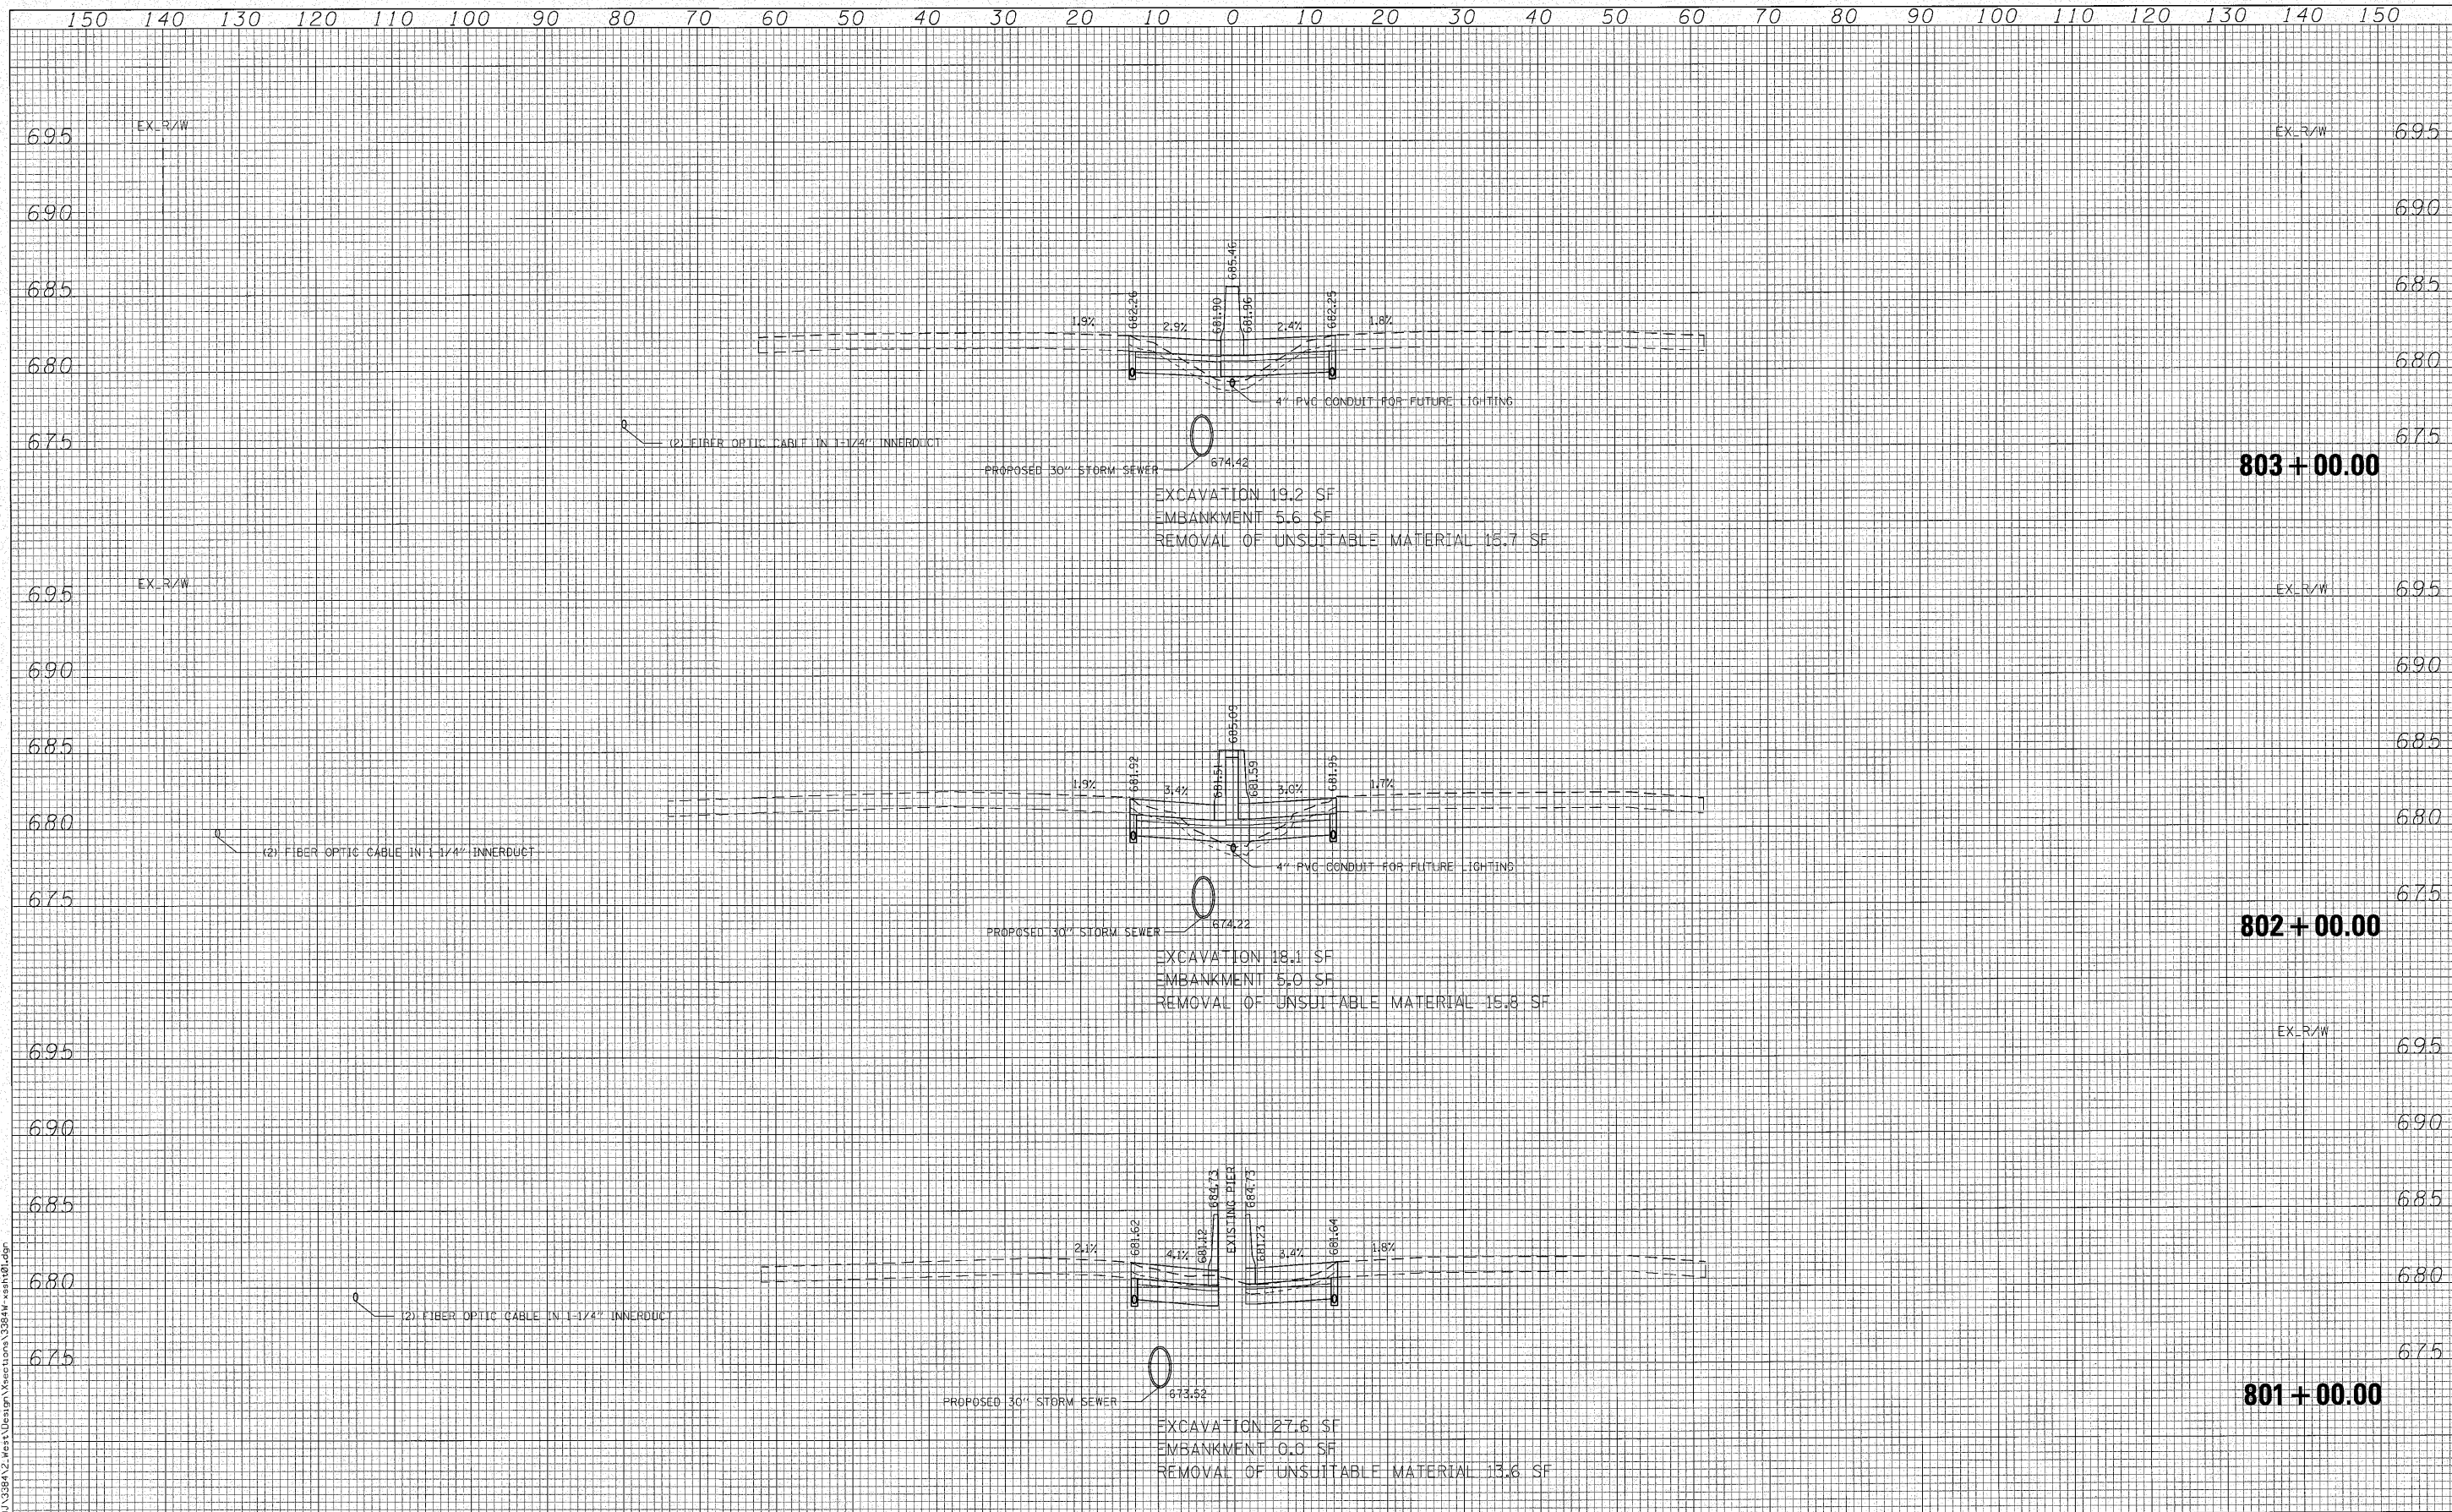 150 140 130 120 110 100 90 80 70 60 50 40 30 20 10 0 10 20 30 40 50 60 70 80 90 100 110 120 130 140 150
695 EX_R/W EX_R/W 695
690 690
685.46
685 685
682.26 681.90 681.96 682.25
1.9% 2.9% 2.4% 1.8%
680 680
4" PVC CONDUIT FOR FUTURE LIGHTING
675 (2) FIBER OPTIC CABLE IN 1-1/4" INNERDUCT 675
PROPOSED 30" STORM SEWER 674.42
803+00.00
EXCAVATION 19.2 SF
EMBANKMENT 5.6 SF
REMOVAL OF UNSUITABLE MATERIAL 15.7 SF
695 EX_R/W EX_R/W 695
690 690
685.09
685 685
681.92 681.51 681.59 681.95
1.9% 3.4% 3.0% 1.7%
680 680
(2) FIBER OPTIC CABLE IN 1-1/4" INNERDUCT
4" PVC CONDUIT FOR FUTURE LIGHTING
675 675
PROPOSED 30" STORM SEWER 674.22
802+00.00
EXCAVATION 18.1 SF
EMBANKMENT 5.0 SF
REMOVAL OF UNSUITABLE MATERIAL 15.8 SF
EX_R/W
695 695
690 690
684.73 EXISTING PIER 684.73
685 685
681.62 681.12 681.23 681.64
2.1% 4.1% 3.4% 1.8%
680 680
(2) FIBER OPTIC CABLE IN 1-1/4" INNERDUCT
675 675
PROPOSED 30" STORM SEWER 673.52
801+00.00
EXCAVATION 27.6 SF
EMBANKMENT 0.0 SF
REMOVAL OF UNSUITABLE MATERIAL 13.6 SF
J:\3384\2_West\Design\Xsections\3384W-xsht01.dgn